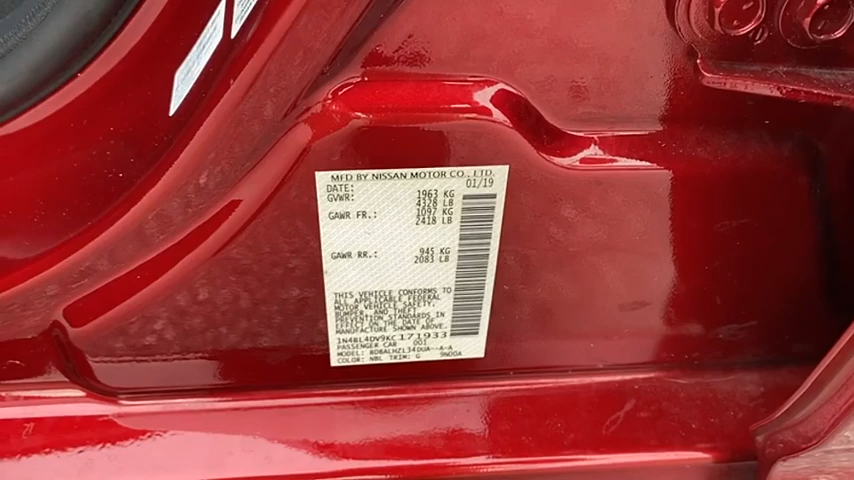 MFD BY NISSAN MOTOR CO., LTD.
DATE: 01/19
GVWR: 1963 KG
4328 LB
GAWR FR.: 1097 KG
2418 LB
GAWR RR.: 945 KG
2083 LB
THIS VEHICLE CONFORMS TO
ALL APPLICABLE FEDERAL
MOTOR VEHICLE SAFETY,
BUMPER, AND THEFT
PREVENTION STANDARDS IN
EFFECT ON THE DATE OF
MANUFACTURE SHOWN ABOVE.
1N4BL4DV9KC171933
PASSENGER CAR 001
MODEL: BDBALHZL34DUA--A-A
COLOR: NBL TRIM: G 9N00A